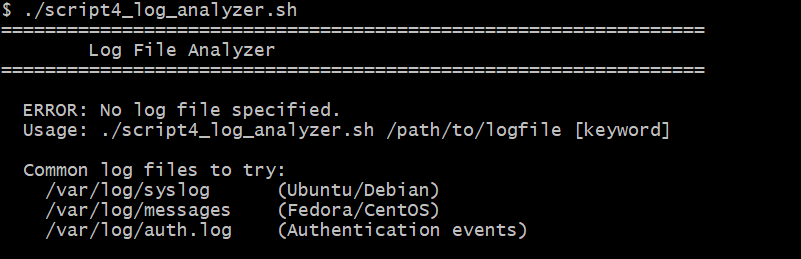 $ ./script4_log_analyzer.sh
================================================================
Log File Analyzer
================================================================
ERROR: No log file specified.
Usage: ./script4_log_analyzer.sh /path/to/logfile [keyword]
Common log files to try:
/var/log/syslog (Ubuntu/Debian)
/var/log/messages (Fedora/CentOS)
/var/log/auth.log (Authentication events)